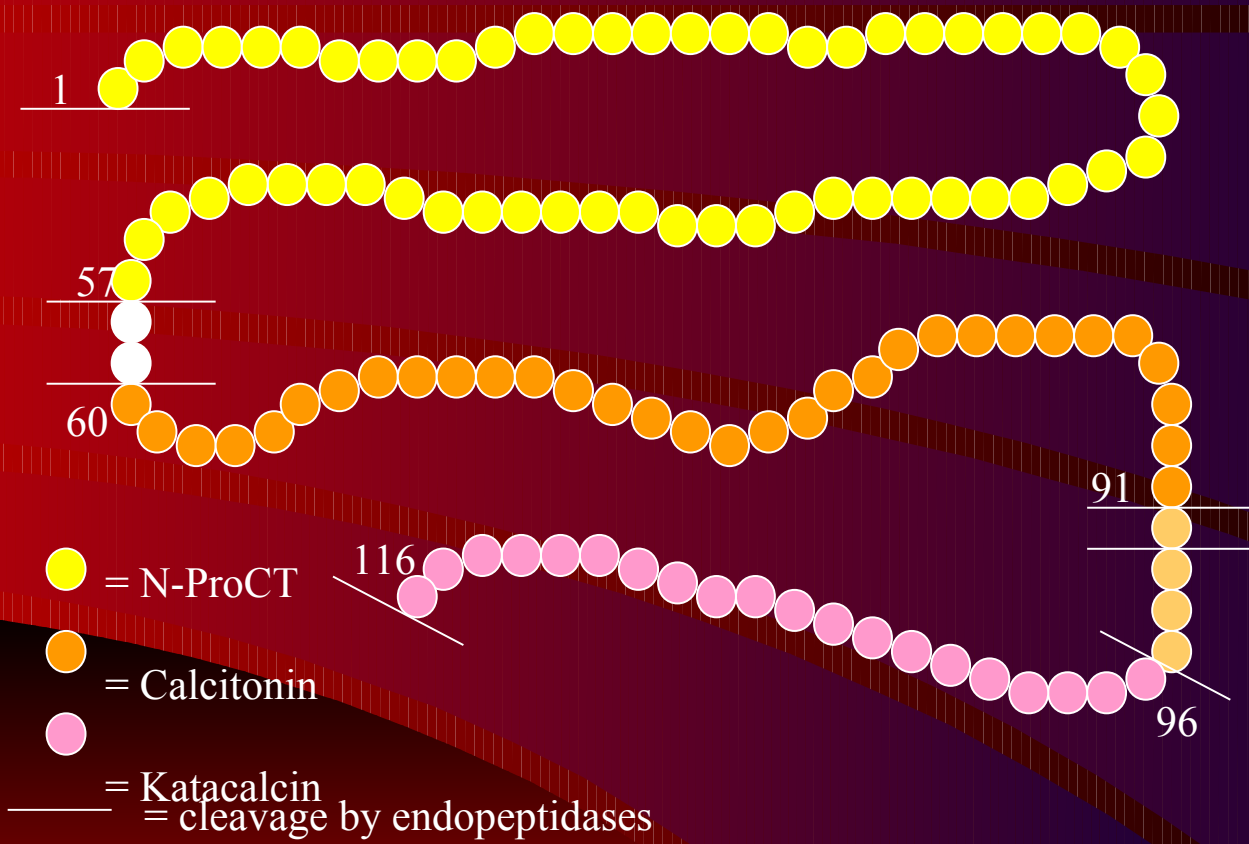 1
57
60
91
116
= N-ProCT
= Calcitonin
96
= Katacalcin
= cleavage by endopeptidases